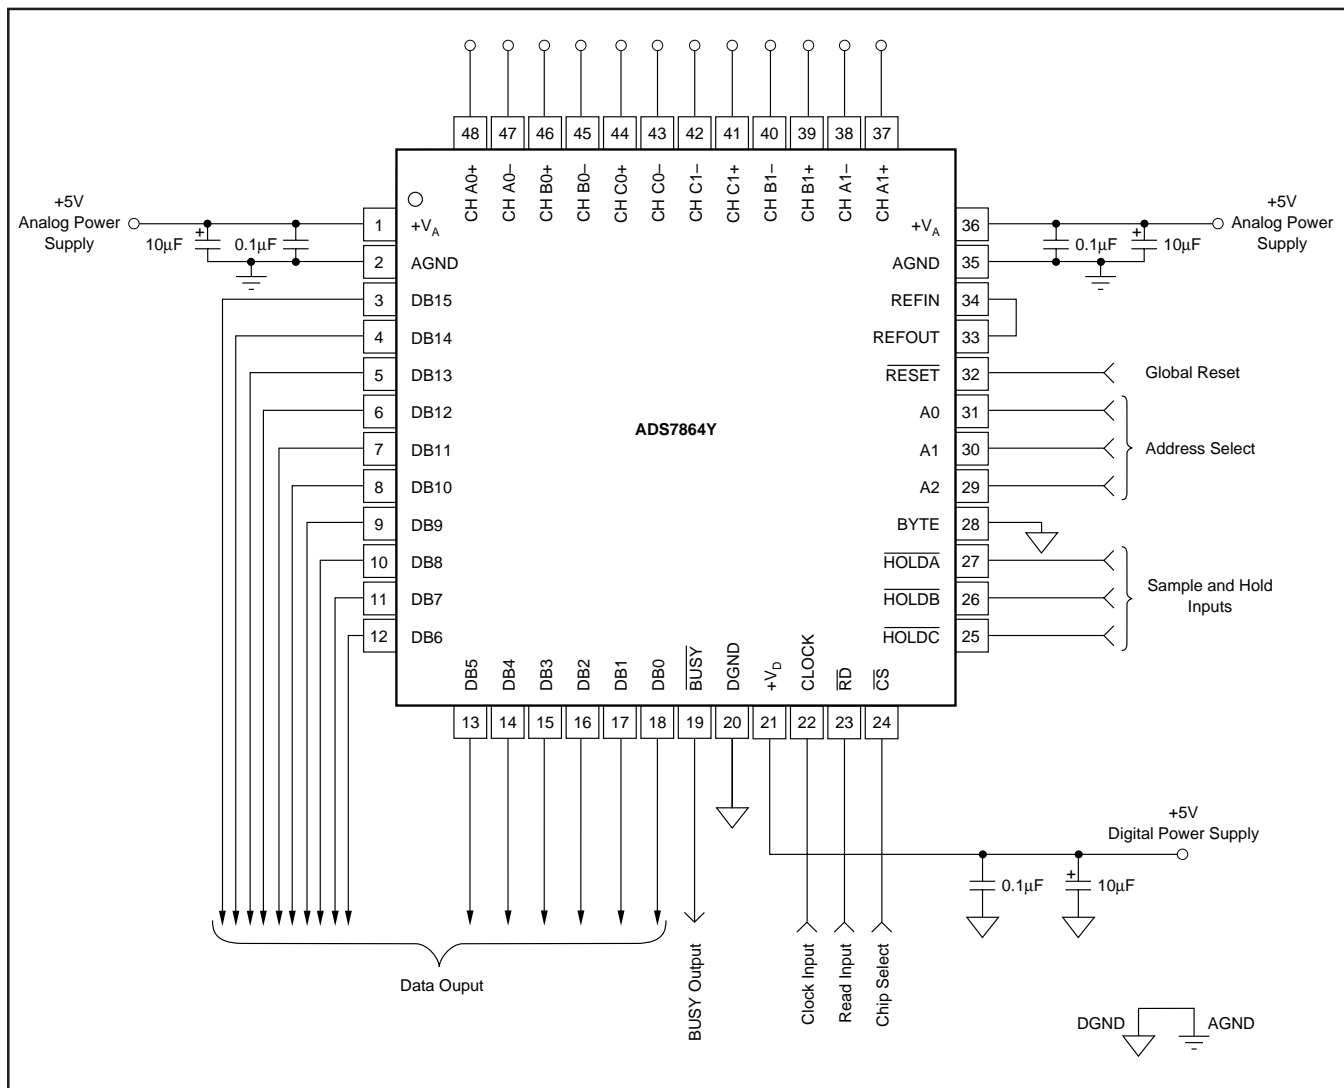 48 47 46 45 44 43 42 41 40 39 38 37
CH A0+ CH A0– CH B0+ CH B0– CH C0+ CH C0– CH C1– CH C1+ CH B1– CH B1+ CH A1– CH A1+
+5V
Analog Power
Supply
10µF
+
0.1µF
1 +VA
2 AGND
3 DB15
4 DB14
5 DB13
6 DB12
7 DB11
8 DB10
9 DB9
10 DB8
11 DB7
12 DB6
ADS7864Y
+VA 36
AGND 35
REFIN 34
REFOUT 33
RESET 32
A0 31
A1 30
A2 29
BYTE 28
HOLDA 27
HOLDB 26
HOLDC 25
+5V
Analog Power
Supply
0.1µF
+
10µF
Global Reset
Address Select
Sample and Hold
Inputs
DB5 DB4 DB3 DB2 DB1 DB0 BUSY DGND +VD CLOCK RD CS
13 14 15 16 17 18 19 20 21 22 23 24
+5V
Digital Power Supply
0.1µF
+
10µF
Data Ouput
BUSY Output
Clock Input
Read Input
Chip Select
DGND AGND